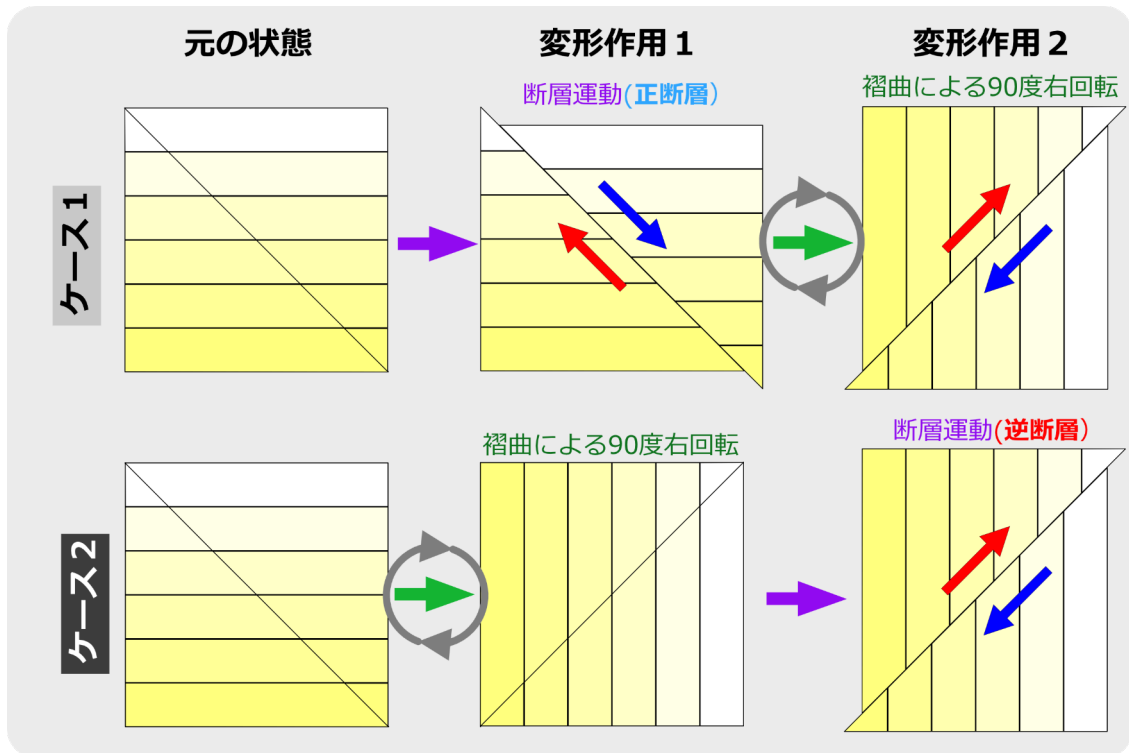 元の状態
変形作用1
変形作用2
ケース1
断層運動(正断層)
褶曲による90度右回転
ケース2
褶曲による90度右回転
断層運動(逆断層)